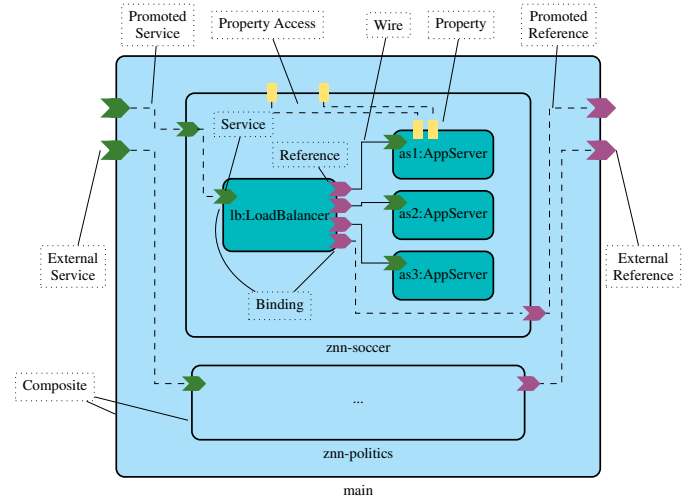 Promoted
Service
Property Access
Wire
Property
Promoted
Reference
Service
Reference
as1:AppServer
lb:LoadBalancer
as2:AppServer
External
Service
External
Reference
as3:AppServer
Binding
znn-soccer
Composite
...
znn-politics
main